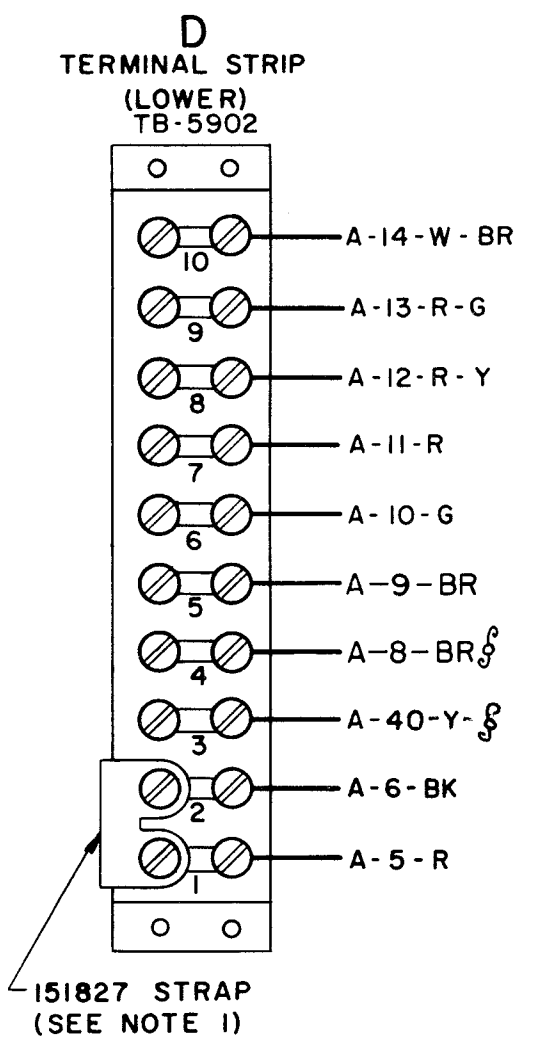 D
TERMINAL STRIP
(LOWER)
TB-5902
10 A-14-W-BR
9 A-13-R-G
8 A-12-R-Y
7 A-11-R
6 A-10-G
5 A-9-BR
4 A-8-BR§
3 A-40-Y-§
2 A-6-BK
1 A-5-R
151827 STRAP
(SEE NOTE 1)